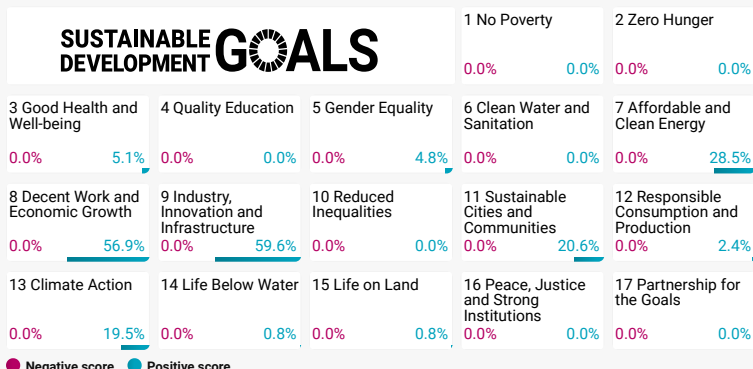 SUSTAINABLE
DEVELOPMENT
GOALS
1 No Poverty
0.0% 0.0%
2 Zero Hunger
0.0% 0.0%
3 Good Health and
Well-being
0.0% 5.1%
4 Quality Education
0.0% 0.0%
5 Gender Equality
0.0% 4.8%
6 Clean Water and
Sanitation
0.0% 0.0%
7 Affordable and
Clean Energy
0.0% 28.5%
8 Decent Work and
Economic Growth
0.0% 56.9%
9 Industry,
Innovation and
Infrastructure
0.0% 59.6%
10 Reduced
Inequalities
0.0% 0.0%
11 Sustainable
Cities and
Communities
0.0% 20.6%
12 Responsible
Consumption and
Production
0.0% 2.4%
13 Climate Action
0.0% 19.5%
14 Life Below Water
0.0% 0.8%
15 Life on Land
0.0% 0.8%
16 Peace, Justice
and Strong
Institutions
0.0% 0.0%
17 Partnership for
the Goals
0.0% 0.0%
Negative score Positive score